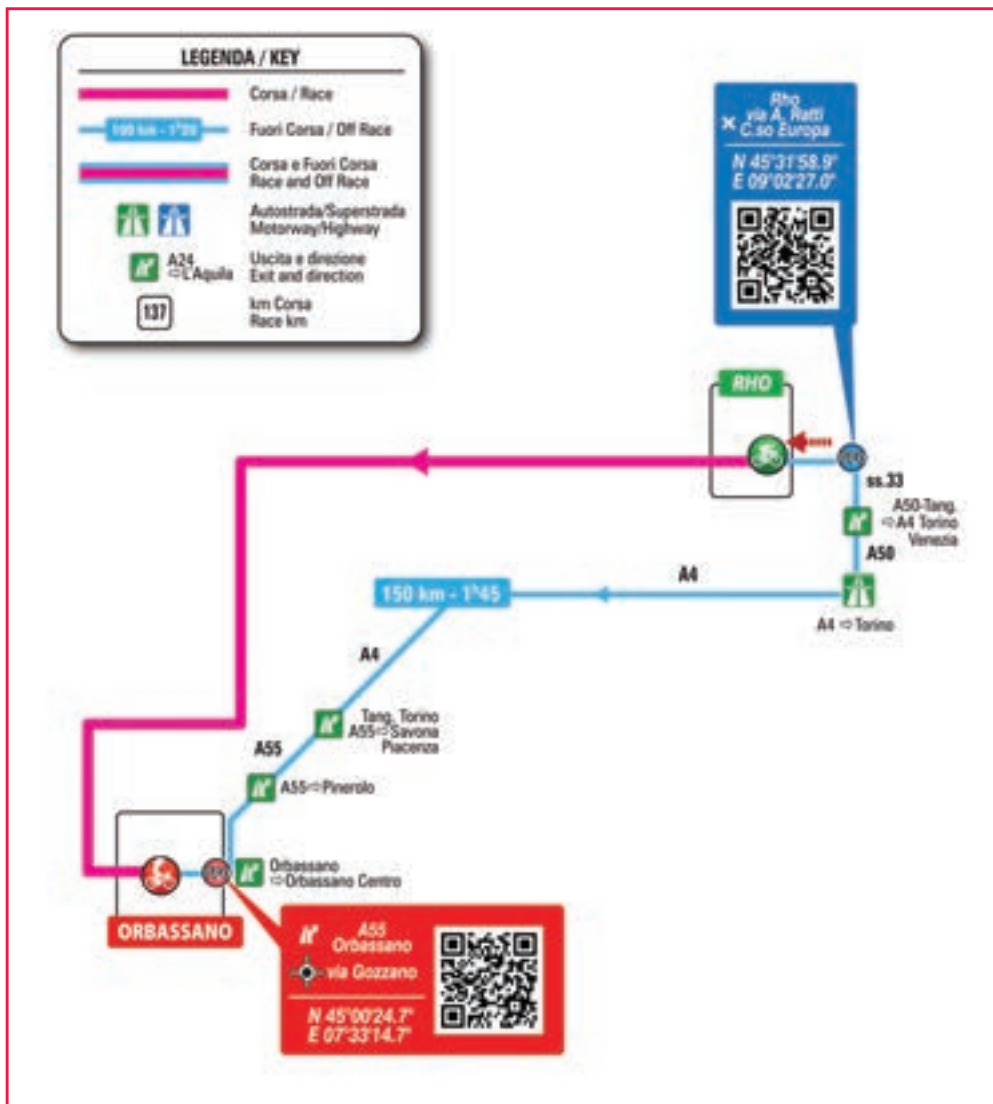 LEGENDA / KEY
Corsa / Race
100 km - 1h20
Fuori Corsa / Off Race
Corsa e Fuori Corsa
Race and Off Race
Autostrada/Superstrada
Motorway/Highway
A24
⇨L'Aquila
Uscita e direzione
Exit and direction
137
km Corsa
Race km
Rho
via A. Ratti
C.so Europa
N 45°31'58.9"
E 09°02'27.0"
RHO
ss.33
A50-Tang.
⇨A4 Torino
Venezia
A50
A4
150 km - 1h45
A4 ⇨Torino
A4
Tang. Torino
A55⇨Savona
Piacenza
A55
A55⇨Pinerolo
Orbassano
⇨Orbassano Centro
ORBASSANO
A55
Orbassano
via Gozzano
N 45°00'24.7"
E 07°33'14.7"